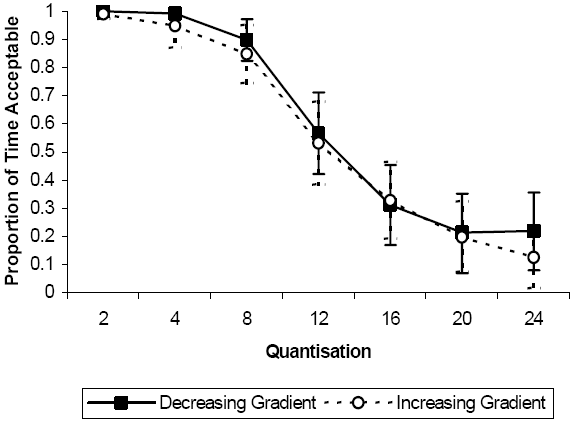 1
0.9
0.8
0.7
0.6
0.5
0.4
0.3
0.2
0.1
0
Proportion of Time Acceptable
2 4 8 12 16 20 24
Quantisation
Decreasing Gradient Increasing Gradient